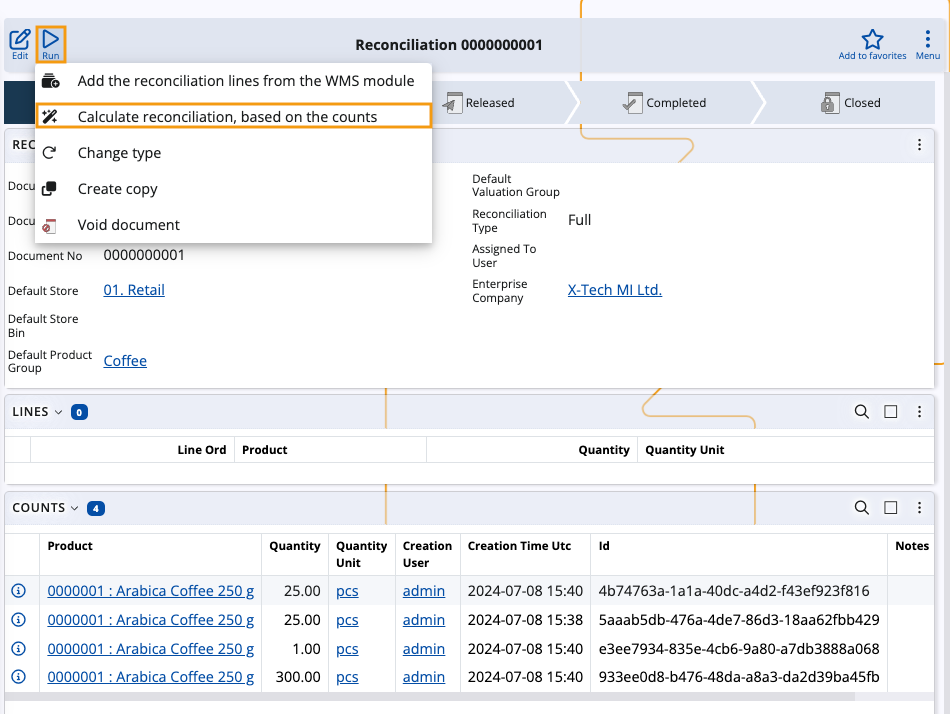 Edit
Run
Reconciliation 0000000001
Add to favorites
Menu
Add the reconciliation lines from the WMS module
Calculate reconciliation, based on the counts
Change type
Create copy
Void document
Released
Completed
Closed
REC
Docu
Default
Valuation Group
Docu
Reconciliation
Type
Full
Document No
0000000001
Assigned To
User
Default Store
01. Retail
Enterprise
Company
X-Tech MI Ltd.
Default Store
Bin
Default Product
Group
Coffee
LINES 0
Line Ord Product Quantity Quantity Unit
COUNTS 4
Product Quantity Quantity Unit Creation User Creation Time Utc Id Notes
0000001 : Arabica Coffee 250 g 25.00 pcs admin 2024-07-08 15:40 4b74763a-1a1a-40dc-a4d2-f43ef923f816
0000001 : Arabica Coffee 250 g 25.00 pcs admin 2024-07-08 15:38 5aaab5db-476a-4de7-86d3-18aa62fbb429
0000001 : Arabica Coffee 250 g 1.00 pcs admin 2024-07-08 15:40 e3ee7934-835e-4cb6-9a80-a7db3888a068
0000001 : Arabica Coffee 250 g 300.00 pcs admin 2024-07-08 15:40 933ee0d8-b476-48da-a8a3-da2d39ba45fb